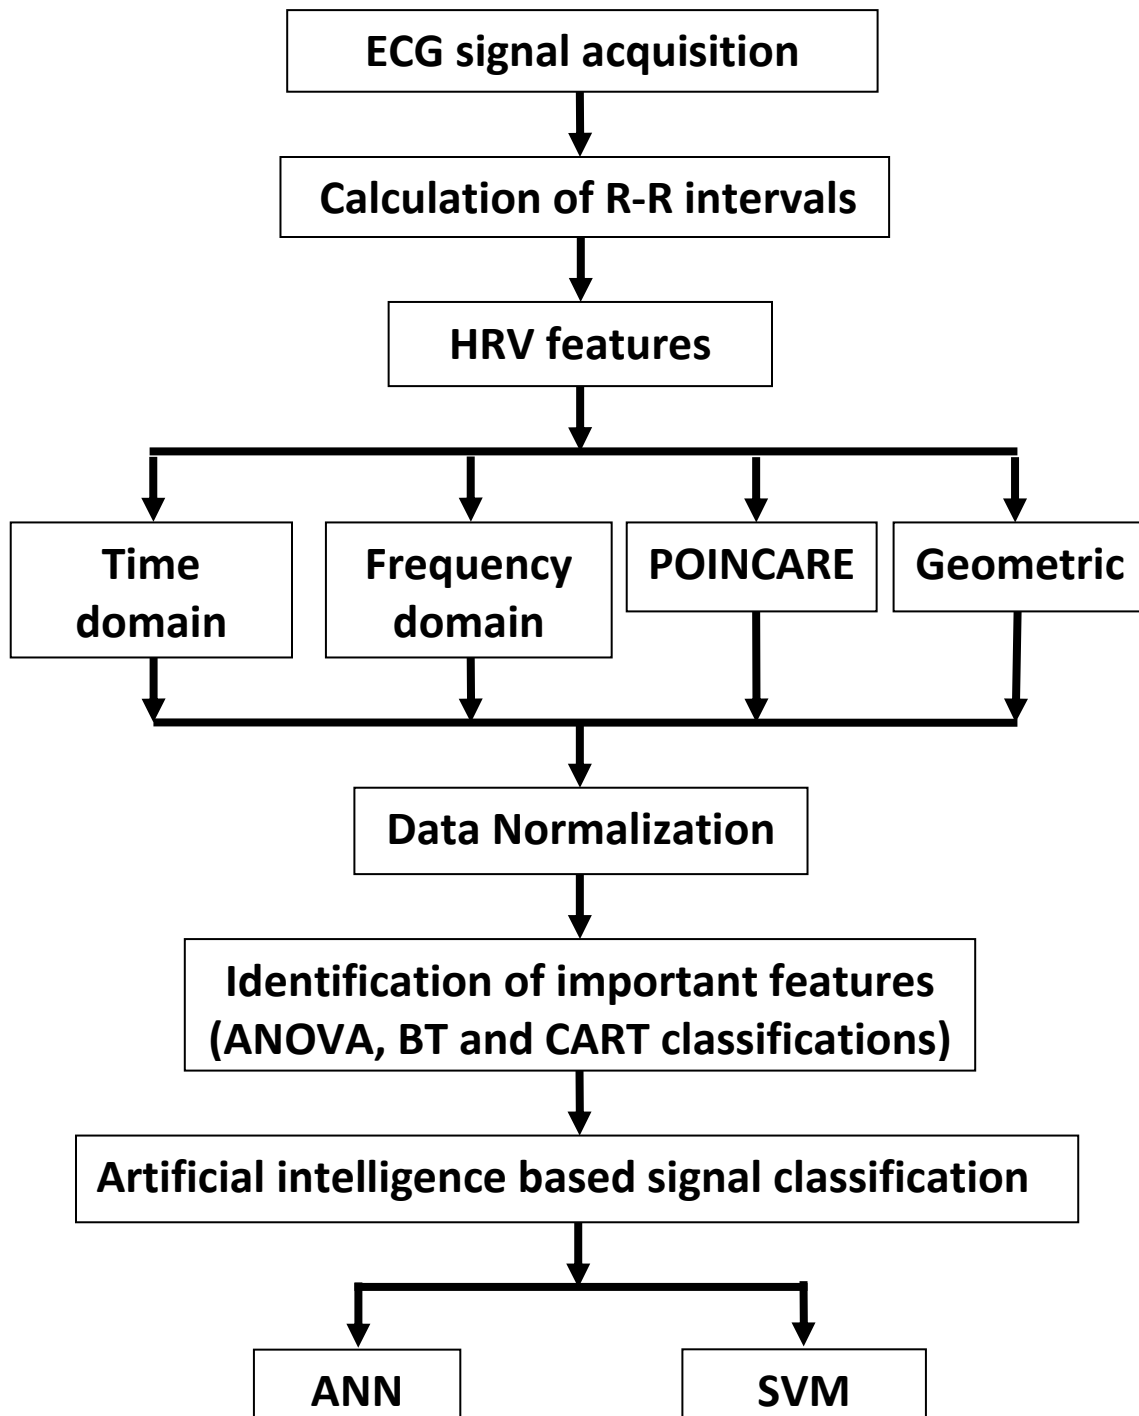 ECG signal acquisition
Calculation of R-R intervals
HRV features
Time
domain
Frequency
domain
POINCARE
Geometric
Data Normalization
Identification of important features
(ANOVA, BT and CART classifications)
Artificial intelligence based signal classification
ANN
SVM